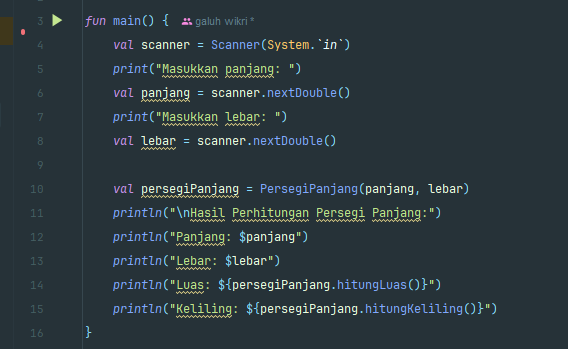 3 fun main() { galuh wikri *
4 val scanner = Scanner(System.`in`)
5 print("Masukkan panjang: ")
6 val panjang = scanner.nextDouble()
7 print("Masukkan lebar: ")
8 val lebar = scanner.nextDouble()
9
10 val persegiPanjang = PersegiPanjang(panjang, lebar)
11 println("\nHasil Perhitungan Persegi Panjang:")
12 println("Panjang: $panjang")
13 println("Lebar: $lebar")
14 println("Luas: ${persegiPanjang.hitungLuas()}")
15 println("Keliling: ${persegiPanjang.hitungKeliling()}")
16 }